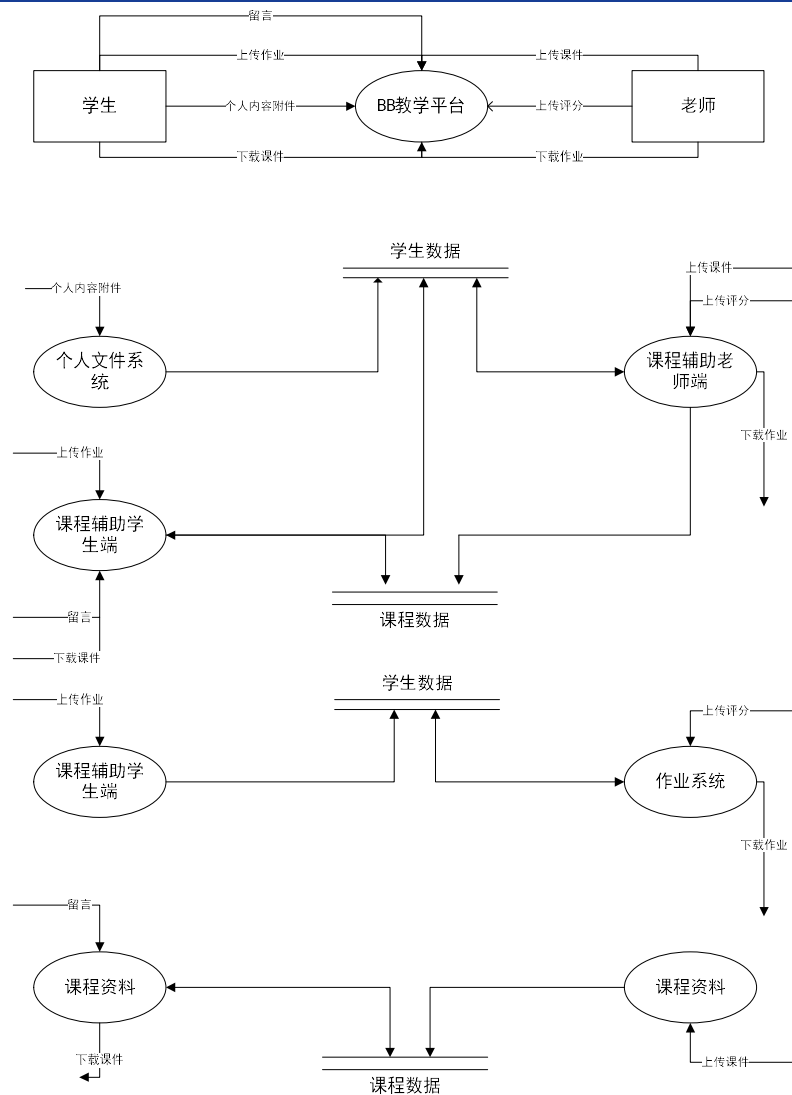 留言
上传作业
上传课件
学生
个人内容附件
BB教学平台
上传评分
老师
下载课件
下载作业
学生数据
上传课件
个人内容附件
上传评分
个人文件系
统
课程辅助老
师端
下载作业
上传作业
课程辅助学
生端
留言
课程数据
下载课件
学生数据
上传作业
上传评分
课程辅助学
生端
作业系统
下载作业
留言
课程资料
课程资料
下载课件
上传课件
课程数据